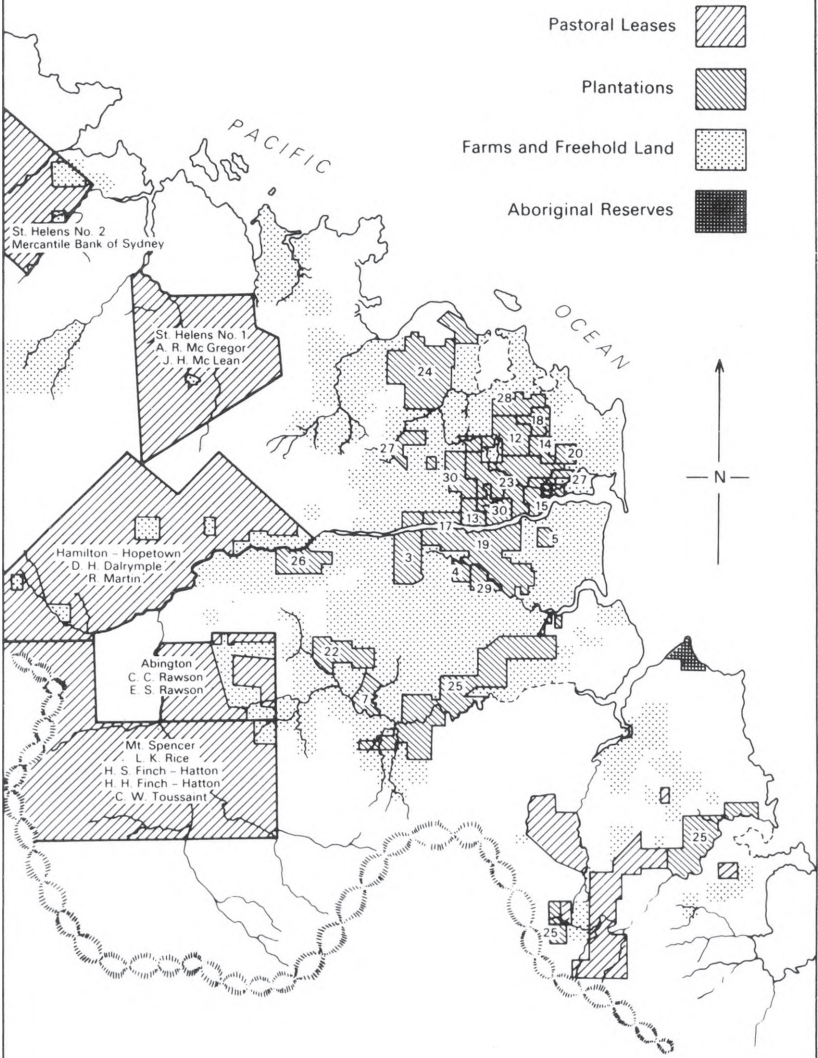 Pastoral Leases
Plantations
Farms and Freehold Land
Aboriginal Reserves
PACIFIC
OCEAN
St. Helens No. 2
Mercantile Bank of Sydney
St. Helens No. 1
A. R. Mc Gregor
J. H. Mc Lean
24
28
18
12
14
20
27
27
23
30
30
15
13
17
19
5
N
Hamilton – Hopetown
D. H. Dalrymple
R. Martin
26
3
4
29
Abington
C. C. Rawson
E. S. Rawson
22
7
25
Mt. Spencer
L. K. Rice
H. S. Finch – Hatton
H. H. Finch – Hatton
C. W. Toussaint
25
25